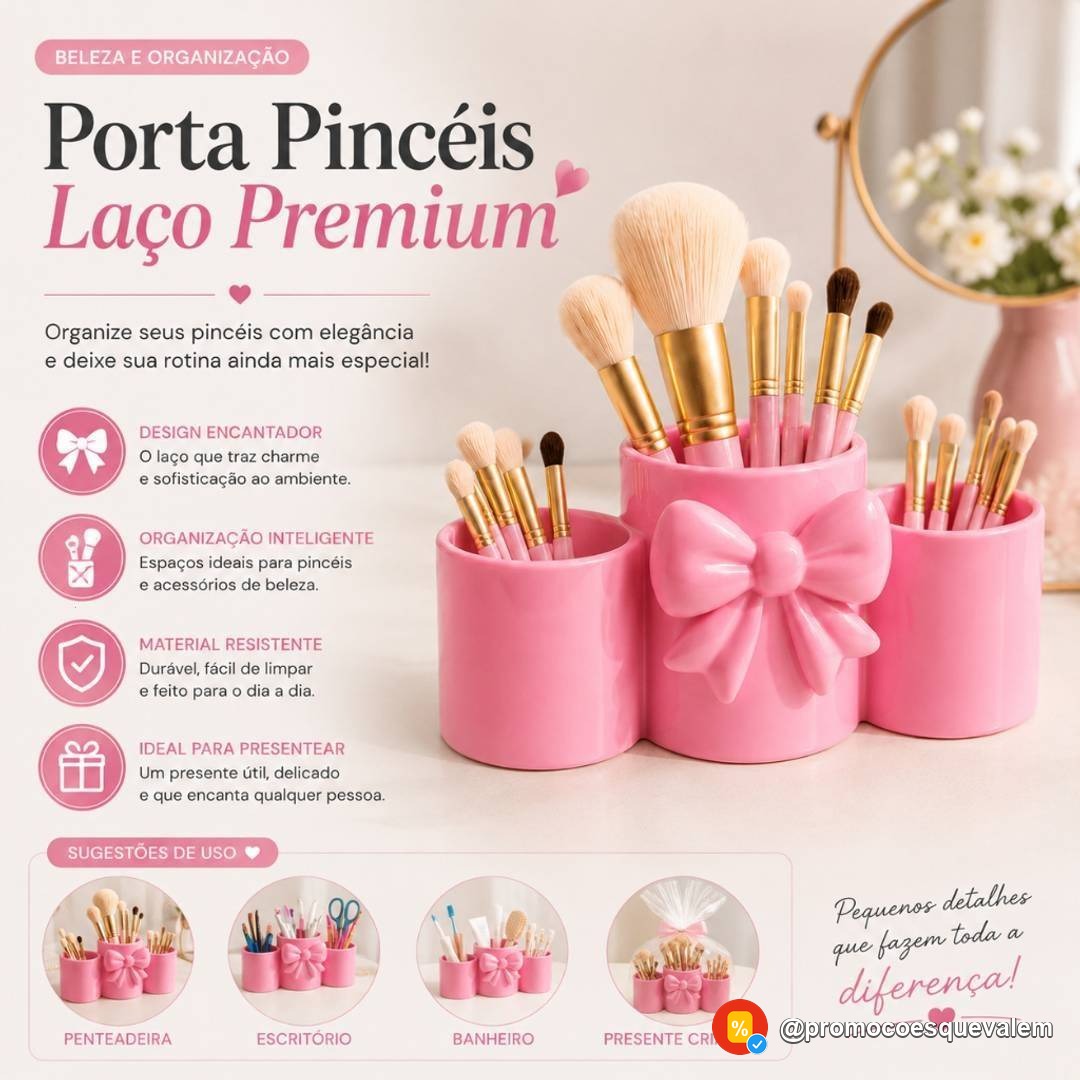 BELEZA E ORGANIZAÇÃO
Porta Pincéis
Laço Premium
Organize seus pincéis com elegância
e deixe sua rotina ainda mais especial!
DESIGN ENCANTADOR
O laço que traz charme
e sofisticação ao ambiente.
ORGANIZAÇÃO INTELIGENTE
Espaços ideais para pincéis
e acessórios de beleza.
MATERIAL RESISTENTE
Durável, fácil de limpar
e feito para o dia a dia.
IDEAL PARA PRESENTEAR
Um presente útil, delicado
e que encanta qualquer pessoa.
SUGESTÕES DE USO
PENTEADEIRA
ESCRITÓRIO
BANHEIRO
PRESENTE
Pequenos detalhes
que fazem toda a
diferença!
%
@promocoesquevalem